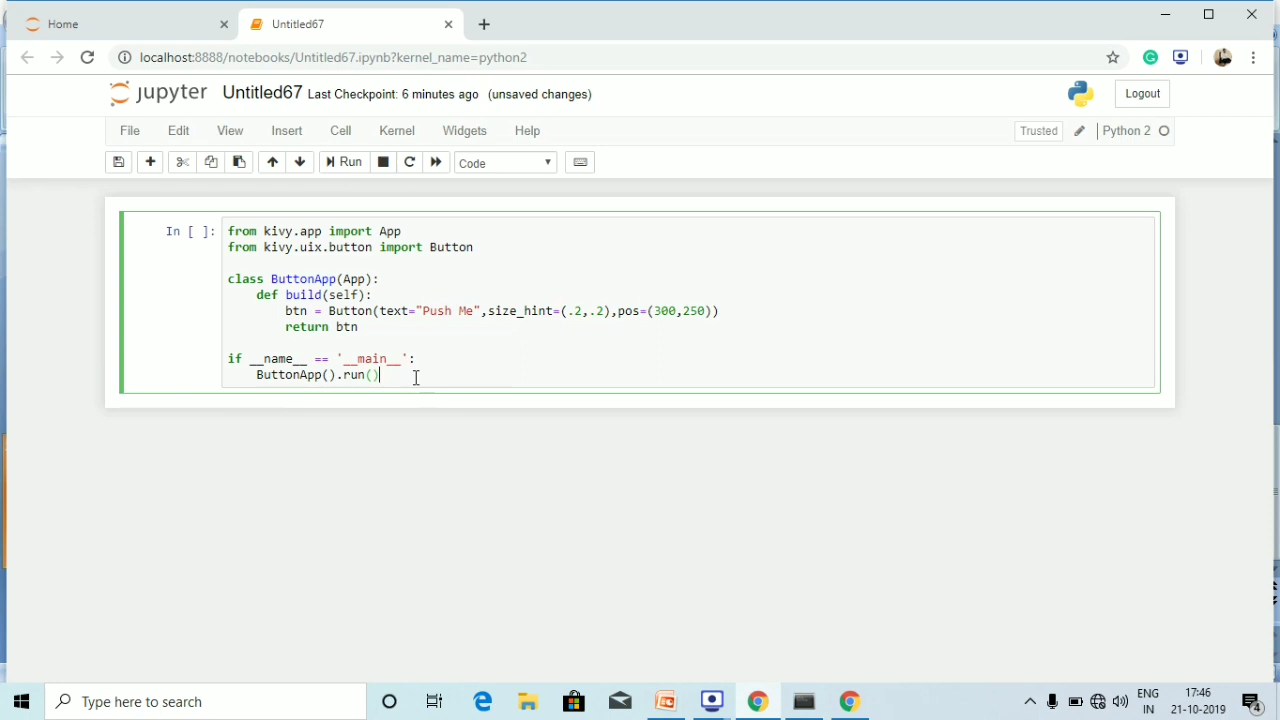 Home
Untitled67
localhost:8888/notebooks/Untitled67.ipynb?kernel_name=python2
jupyter Untitled67 Last Checkpoint: 6 minutes ago (unsaved changes)
Logout
File Edit View Insert Cell Kernel Widgets Help
Trusted
Python 2
Run
Code
In [ ]:
from kivy.app import App
from kivy.uix.button import Button
class ButtonApp(App):
def build(self):
btn = Button(text="Push Me",size_hint=(.2,.2),pos=(300,250))
return btn
if __name__ == '__main__':
ButtonApp().run()
Type here to search
ENG
IN
17:46
21-10-2019
4